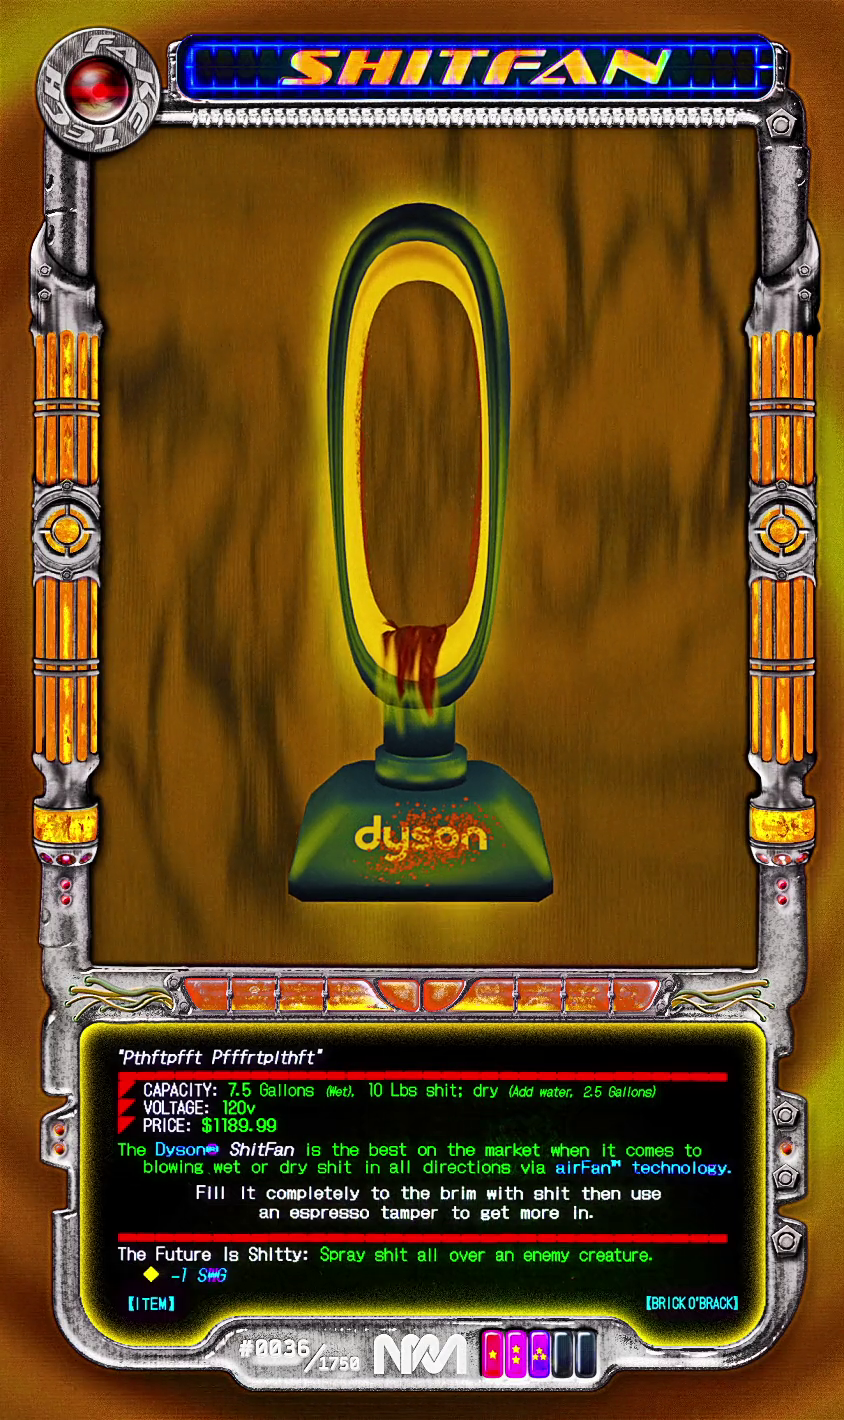 FAKE TECH
SHITFAN
dyson
"Pthftpfft Pfffrtplthft"
CAPACITY: 7.5 Gallons (Wet), 10 Lbs shit; dry (Add water, 2.5 Gallons)
VOLTAGE: 120v
PRICE: $1189.99
The Dyson® ShitFan is the best on the market when it comes to
blowing wet or dry shit in all directions via airFan™ technology.
Fill it completely to the brim with shit then use
an espresso tamper to get more in.
The Future Is Shitty: Spray shit all over an enemy creature.
-1 SWG
【ITEM】
【BRICK O'BRACK】
#0036/1750
NM